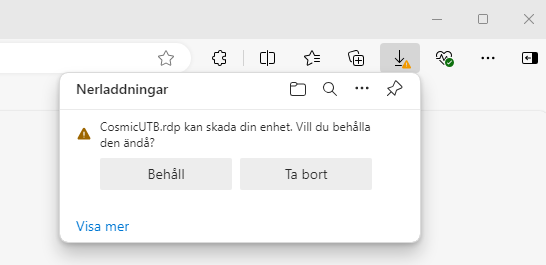 Nerladdningar
CosmicUTB.rdp kan skada din enhet. Vill du behålla
den ändå?
Behåll
Ta bort
Visa mer